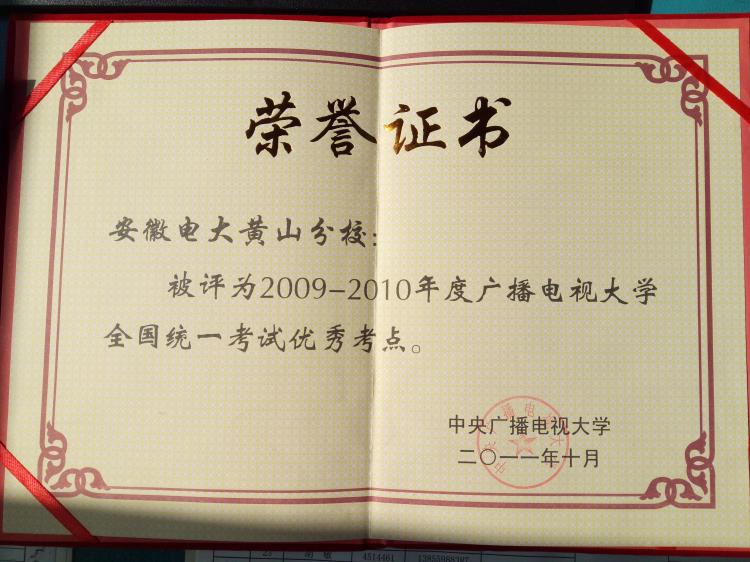 荣誉证书
安徽电大黄山分校：
被评为2009-2010年度广播电视大学
全国统一考试优秀考点。
中央广播电视大学
二〇一一年十月
4514461